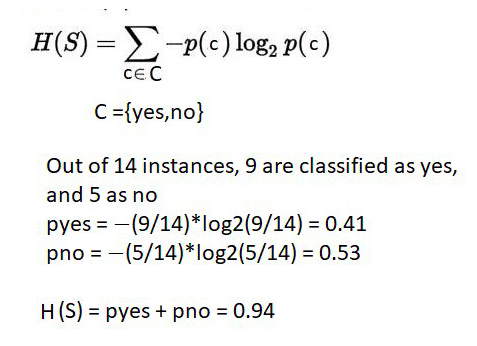 H(S) = ∑ −p(c) log₂ p(c)
c∈C
C ={yes,no}
Out of 14 instances, 9 are classified as yes,
and 5 as no
pyes = −(9/14)*log2(9/14) = 0.41
pno = −(5/14)*log2(5/14) = 0.53
H(S) = pyes + pno = 0.94